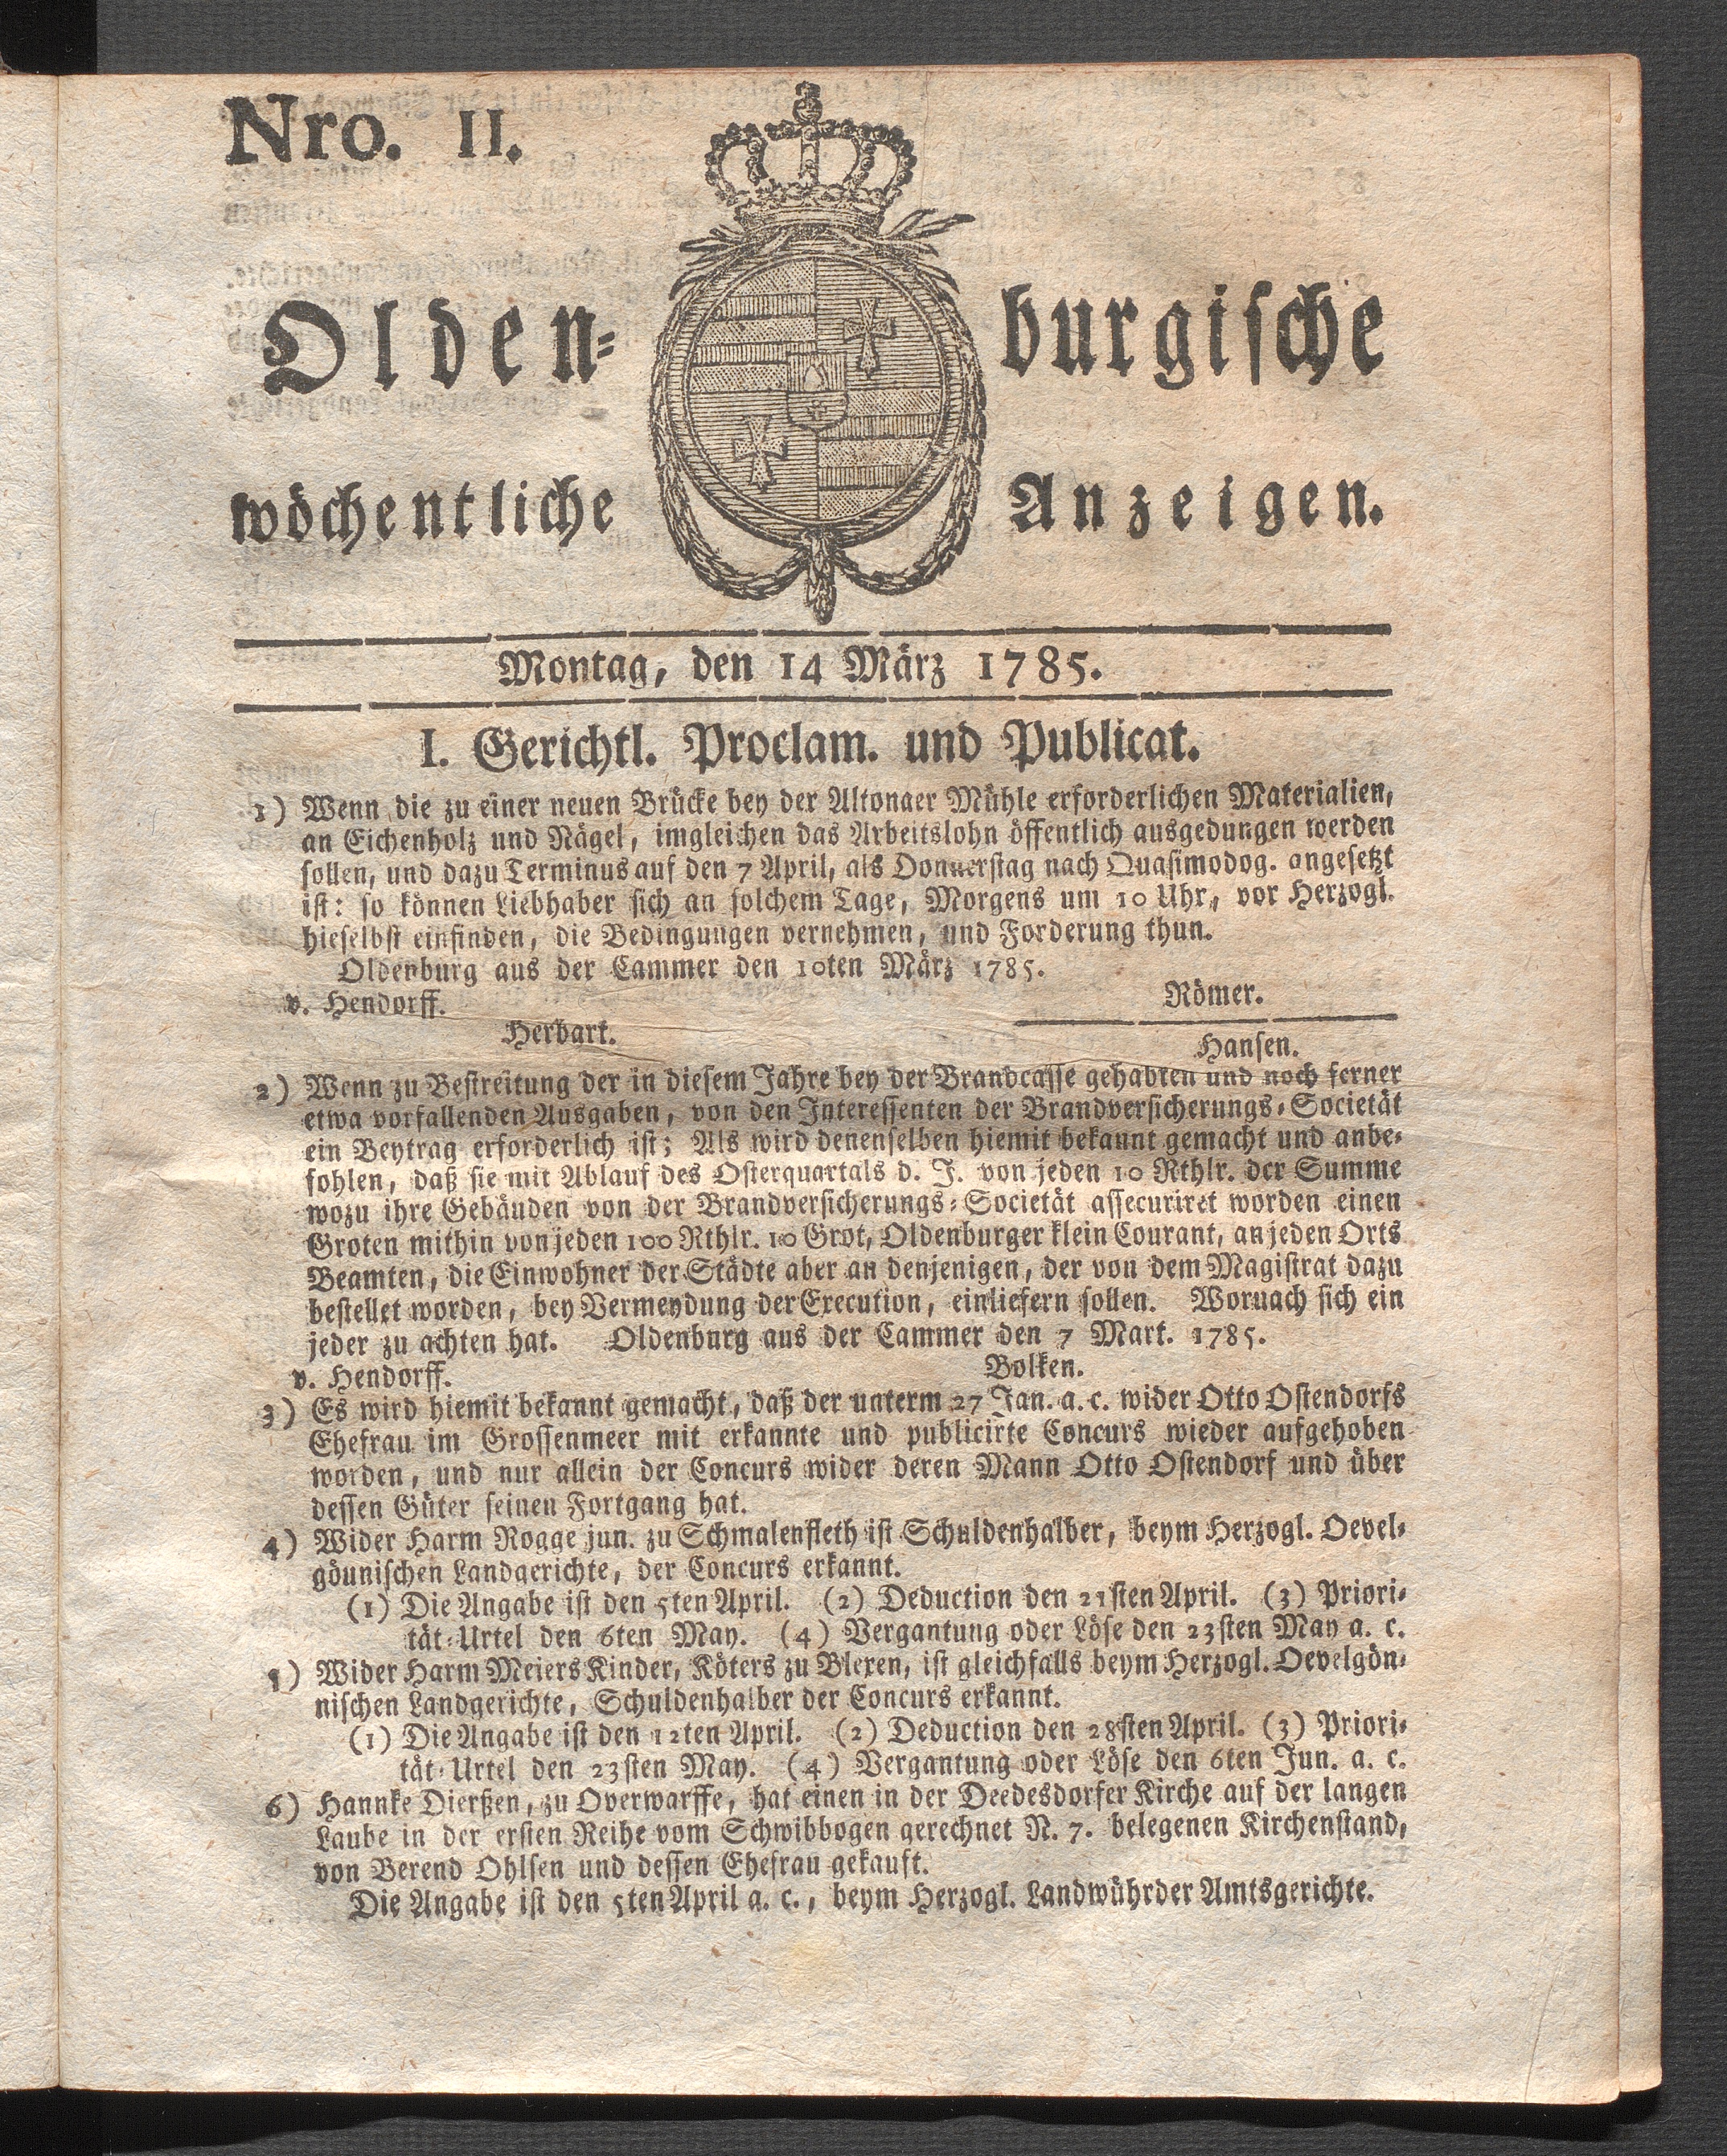 Nro. 11.
Olden- burgische
wöchentliche Anzeigen.
Montag, den 14 März 1785.
I. Gerichtl. Proclam. und Publicat.
1) Wenn die zu einer neuen Brücke bey der Altonaer Mühle erforderlichen Materialien,
an Eichenholz und Nägel, imgleichen das Arbeitslohn öffentlich ausgedungen werden
sollen, und dazu Terminus auf den 7 April, als Donnerstag nach Quasimodog. angesetzt
ist: so können Liebhaber sich an solchem Tage, Morgens um 10 Uhr, vor Herzogl.
hieselbst einfinden, die Bedingungen vernehmen, und Forderung thun.
Oldenburg aus der Cammer den 10ten März 1785.
v. Hendorff. Römer.
Herbart.
Hansen.
2) Wenn zu Bestreitung der in diesem Jahre bey der Brandcasse gehabten und noch ferner
etwa vorfallenden Ausgaben, von den Interessenten der Brandversicherungs-Societät
ein Beytrag erforderlich ist; Als wird denenselben hiemit bekannt gemacht und anbe-
fohlen, daß sie mit Ablauf des Osterquartals d. J. von jeden 10 Rthlr. der Summe
wozu ihre Gebäuden von der Brandversicherungs-Societät assecuriret worden einen
Groten mithin von jeden 100 Rthlr. 10 Grot, Oldenburger klein Courant, an jeden Orts
Beamten, die Einwohner der Städte aber an denjenigen, der von dem Magistrat dazu
bestellet worden, bey Vermeydung der Execution, einliefern sollen. Wornach sich ein
jeder zu achten hat. Oldenburg aus der Cammer den 7 Mart. 1785.
v. Hendorff. Bolken.
3) Es wird hiemit bekannt gemacht, daß der unterm 27 Jan. a. c. wider Otto Ostendorfs
Ehefrau im Grossenmeer mit erkannte und publicirte Concurs wieder aufgehoben
worden, und nur allein der Concurs wider deren Mann Otto Ostendorf und über
dessen Güter seinen Fortgang hat.
4) Wider Harm Rogge jun. zu Schmalenfleth ist Schuldenhalber, beym Herzogl. Oevel-
gönnischen Landgerichte, der Concurs erkannt.
(1) Die Angabe ist den 5ten April. (2) Deduction den 21sten April. (3) Priori-
tät-Urtel den 6ten May. (4) Vergantung oder Löse den 23sten May a. c.
5) Wider Harm Meiers Kinder, Köters zu Blexen, ist gleichfalls beym Herzogl. Oevelgön-
nischen Landgerichte, Schuldenhalber der Concurs erkannt.
(1) Die Angabe ist den 12ten April. (2) Deduction den 28sten April. (3) Priori-
tät-Urtel den 23sten May. (4) Vergantung oder Löse den 6ten Jun. a. c.
6) Hannke Dierßen, zu Overwarffe, hat einen in der Deedesdorfer Kirche auf der langen
Laube in der ersten Reihe vom Schwibbogen gerechnet N. 7. belegenen Kirchenstand,
von Berend Ohlsen und dessen Ehefrau gekauft.
Die Angabe ist den 5ten April a. c., beym Herzogl. Landwührder Amtsgerichte.